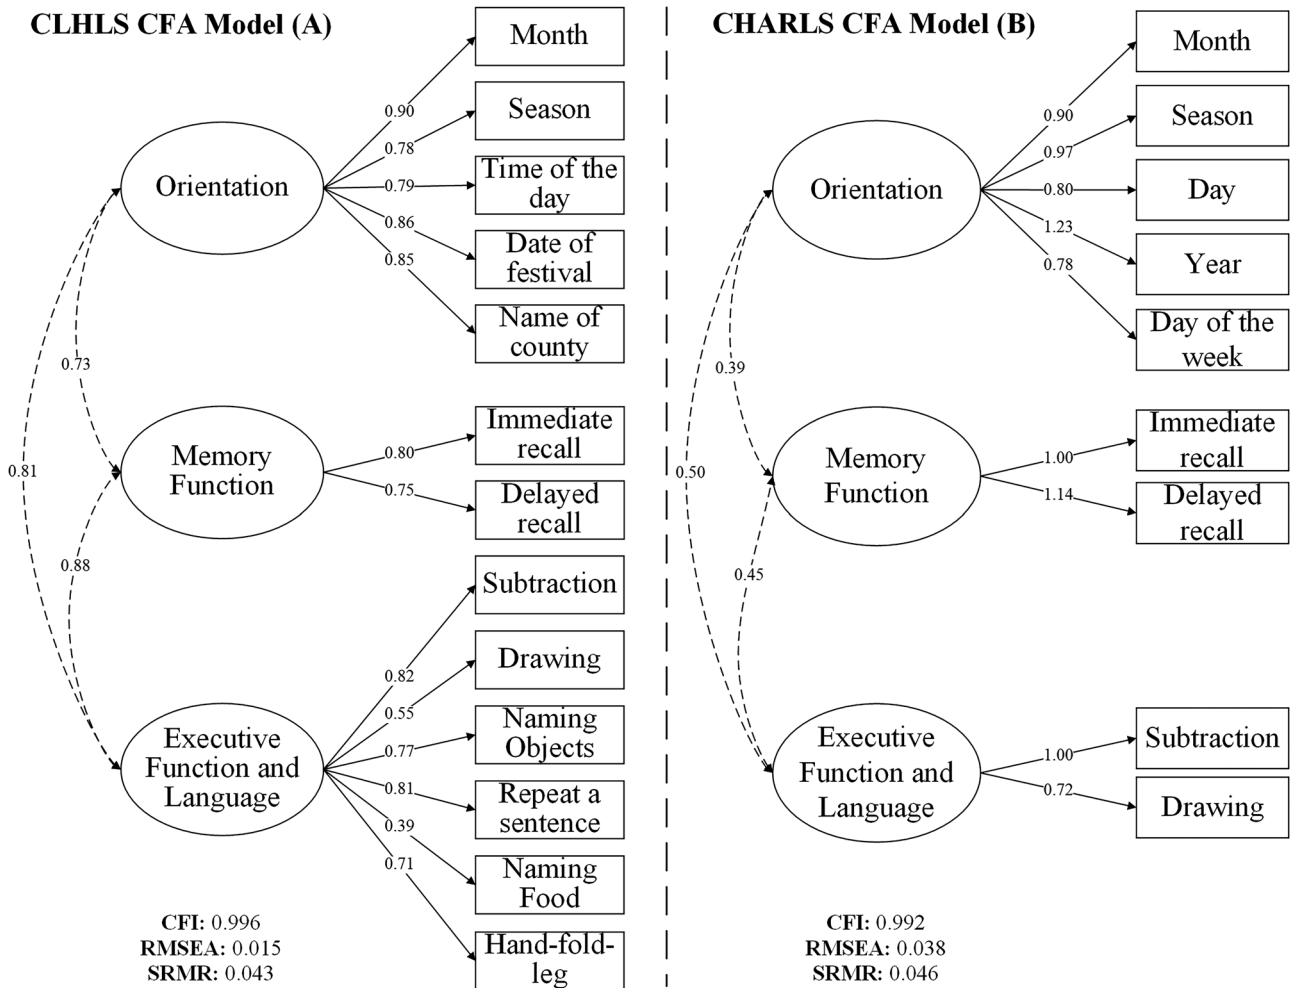 CLHLS CFA Model (A)
Month
0.90
Season
0.78
Orientation
Time of the
day
0.79
Date of
festival
0.86
Name of
county
0.85
0.73
0.81
0.88
Memory
Function
Immediate
recall
0.80
Delayed
recall
0.75
Executive
Function and
Language
Subtraction
0.82
Drawing
0.55
Naming
Objects
0.77
Repeat a
sentence
0.81
Naming
Food
0.39
Hand-fold-
leg
0.71
CFI: 0.996
RMSEA: 0.015
SRMR: 0.043
CHARLS CFA Model (B)
Month
0.90
Season
0.97
Orientation
Day
0.80
Year
1.23
Day of the
week
0.78
0.39
0.50
0.45
Memory
Function
Immediate
recall
1.00
Delayed
recall
1.14
Executive
Function and
Language
Subtraction
1.00
Drawing
0.72
CFI: 0.992
RMSEA: 0.038
SRMR: 0.046